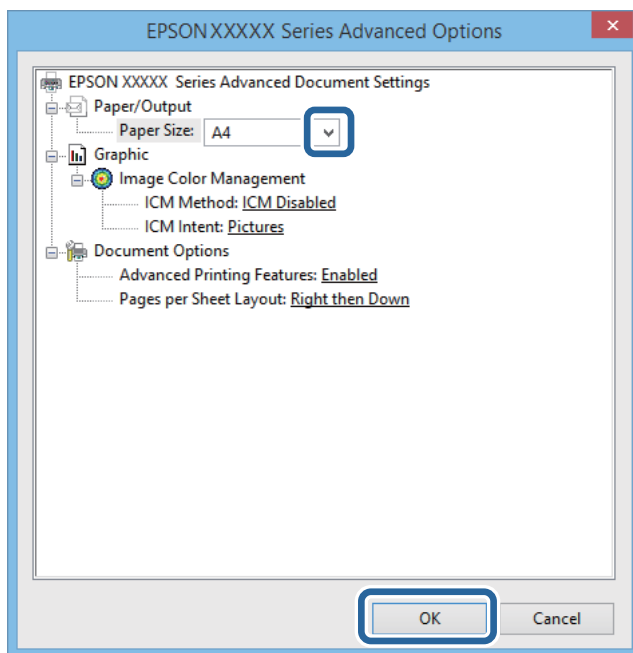 EPSON XXXXX Series Advanced Options
EPSON XXXXX Series Advanced Document Settings
Paper/Output
Paper Size: A4
Graphic
Image Color Management
ICM Method: ICM Disabled
ICM Intent: Pictures
Document Options
Advanced Printing Features: Enabled
Pages per Sheet Layout: Right then Down
OK Cancel